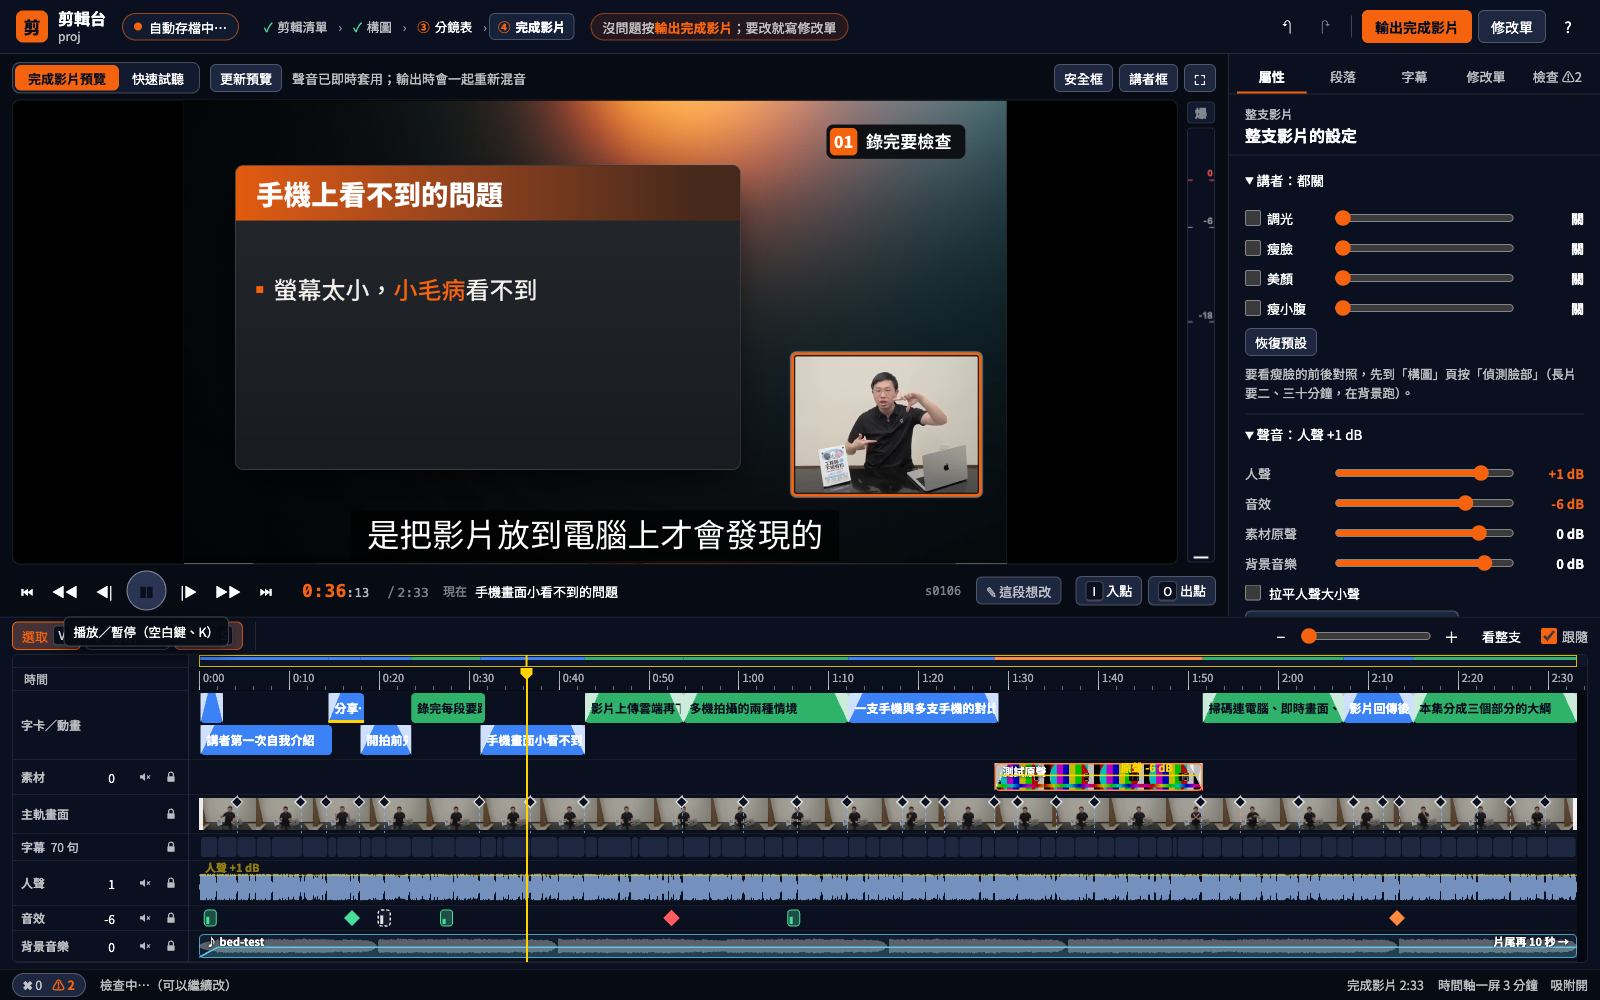 剪 剪輯台
proj
自動存檔中…
✓ 剪輯清單 › ✓ 構圖 › ③ 分鏡表 › ④ 完成影片
沒問題按輸出完成影片；要改就寫修改單
輸出完成影片 修改單 ?
完成影片預覽 快速試聽 更新預覽 聲音已即時套用；輸出時會一起重新混音
安全框 講者框
01 錄完要檢查
手機上看不到的問題
螢幕太小，小毛病看不到
是把影片放到電腦上才會發現的
爆
0
-6
-18
屬性 段落 字幕 修改單 檢查 ⚠2
整支影片
整支影片的設定
▼講者：都關
調光 關
瘦臉 關
美顏 關
瘦小腹 關
恢復預設
要看瘦臉的前後對照，先到「構圖」頁按「偵測臉部」（長片
要二、三十分鐘，在背景跑）。
▼聲音：人聲 +1 dB
人聲 +1 dB
音效 -6 dB
素材原聲 0 dB
背景音樂 0 dB
拉平人聲大小聲
0:36:13 / 2:33 現在 手機畫面小看不到的問題
s0106 ✎這段想改 I 入點 O 出點
選取
播放／暫停（空白鍵、K）
− + 看整支 跟隨
時間 0:00 0:10 0:20 0:30 0:40 0:50 1:00 1:10 1:20 1:30 1:40 1:50 2:00 2:10 2:20 2:30
字卡／動畫
分享 錄完每段要 影片上傳雲端再 多機拍攝的兩種情境 一支手機與多支手機的對比 掃碼連電腦、即時畫面、 影片回傳後 本集分成三個部分的大綱
講者第一次自我介紹 開拍前 手機畫面小看不到
素材 0 測試原聲 原聲 -6 dB
主軌畫面
字幕 70 句
人聲 +1 dB
人聲 1
音效 -6
背景音樂 0 ♪ bed-test 片尾再 10 秒→
✖0 ⚠2 檢查中…（可以繼續改）
完成影片 2:33 時間軸一屏 3 分鐘 吸附開